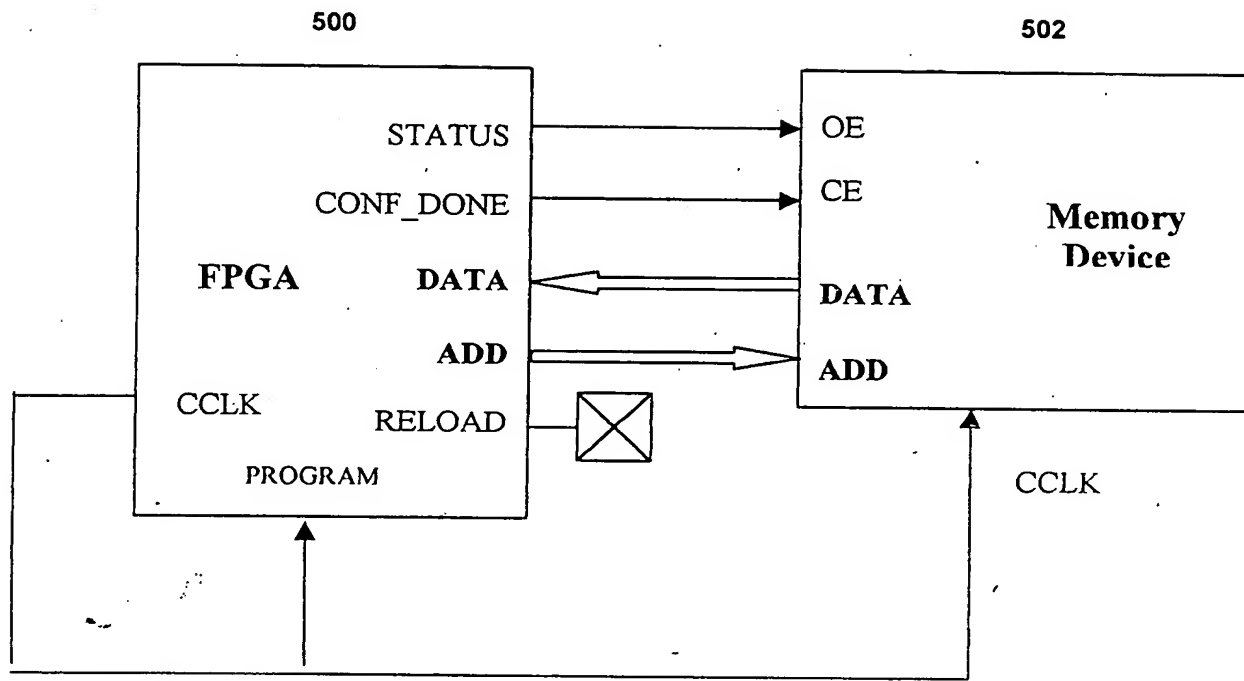 500
502
STATUS
OE
CONF_DONE
CE
Memory
Device
FPGA
DATA
DATA
ADD
ADD
CCLK
RELOAD
PROGRAM
CCLK